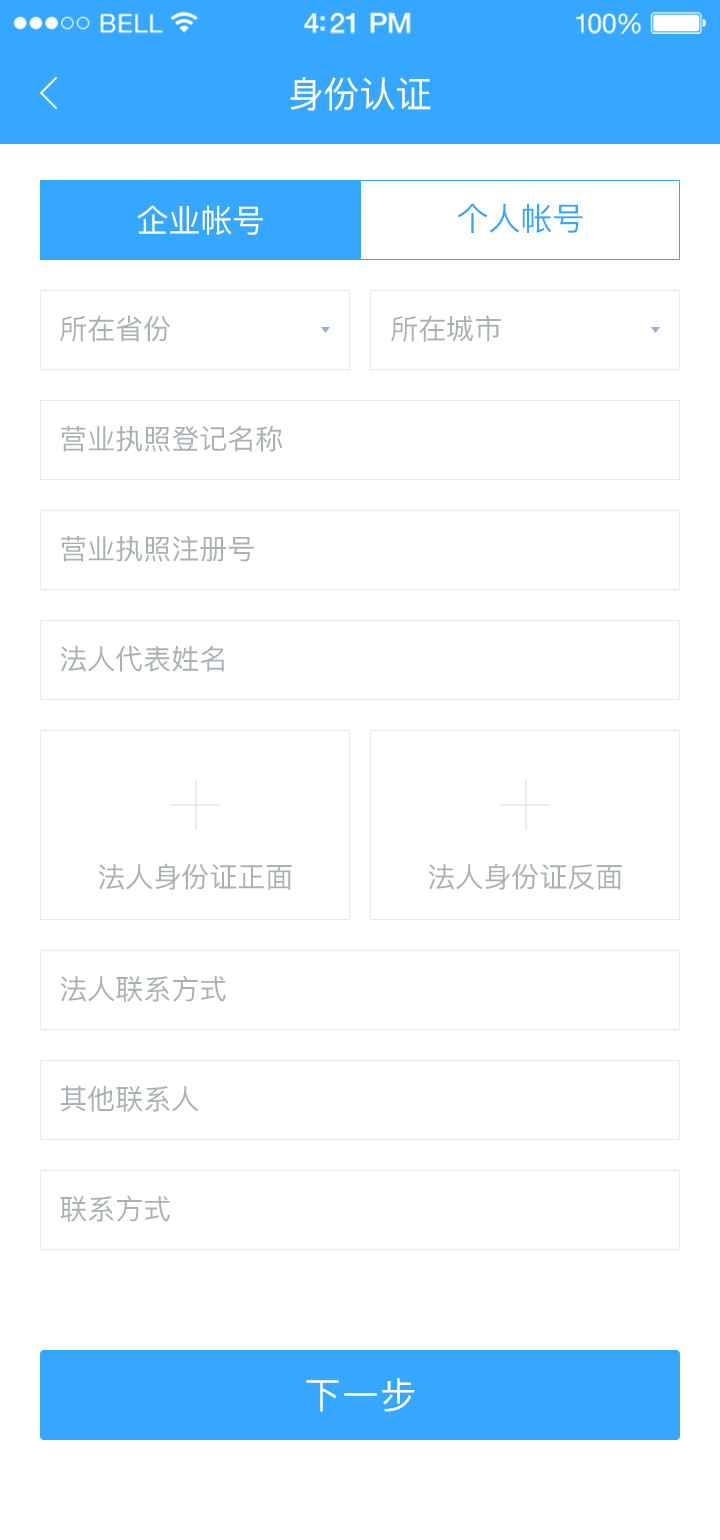 BELL 4:21 PM 100%
身份认证
企业帐号 个人帐号
所在省份 所在城市
营业执照登记名称
营业执照注册号
法人代表姓名
法人身份证正面 法人身份证反面
法人联系方式
其他联系人
联系方式
下一步